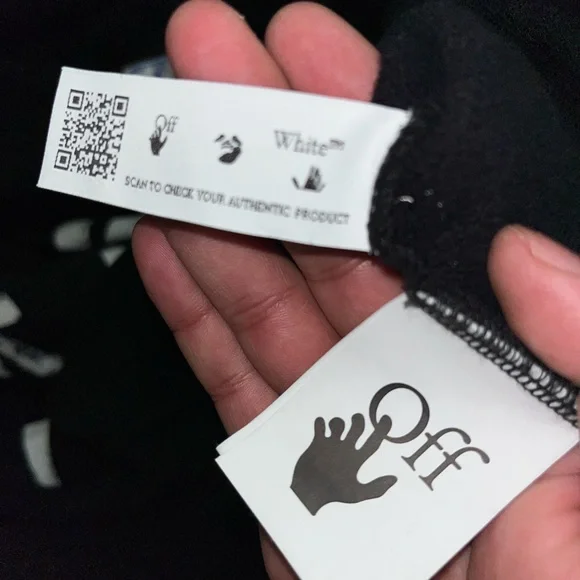 Off
White™
SCAN TO CHECK YOUR AUTHENTIC PRODUCT
Off